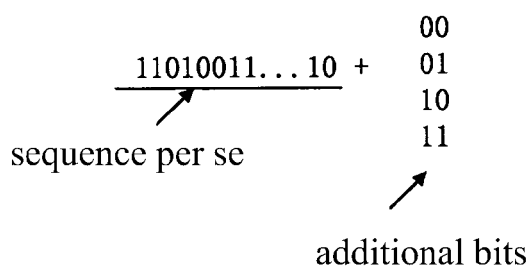 00
11010011...10 + 01
10
11
sequence per se
additional bits